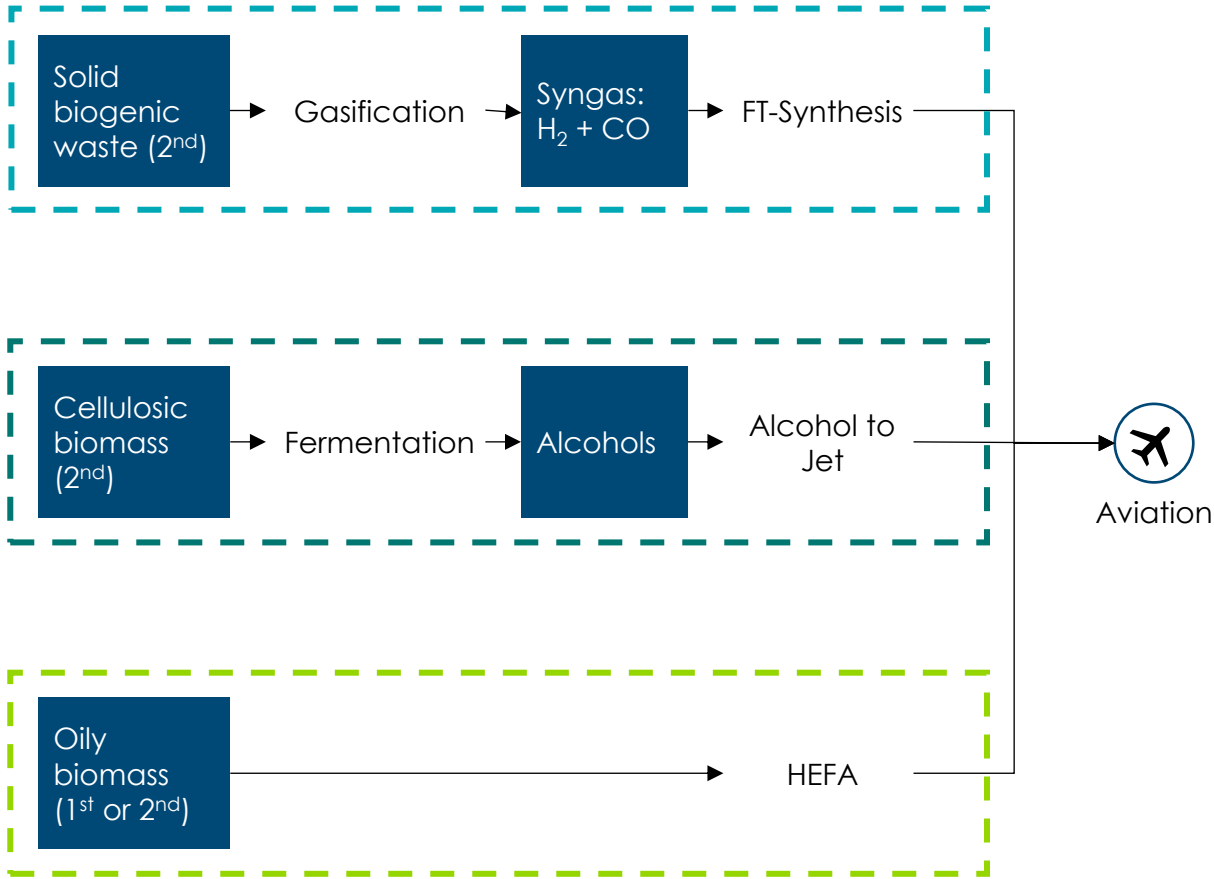 Solid
biogenic
waste (2nd)
Gasification
Syngas:
H2 + CO
FT-Synthesis
Cellulosic
biomass
(2nd)
Fermentation
Alcohols
Alcohol to
Jet
Aviation
Oily
biomass
(1st or 2nd)
HEFA